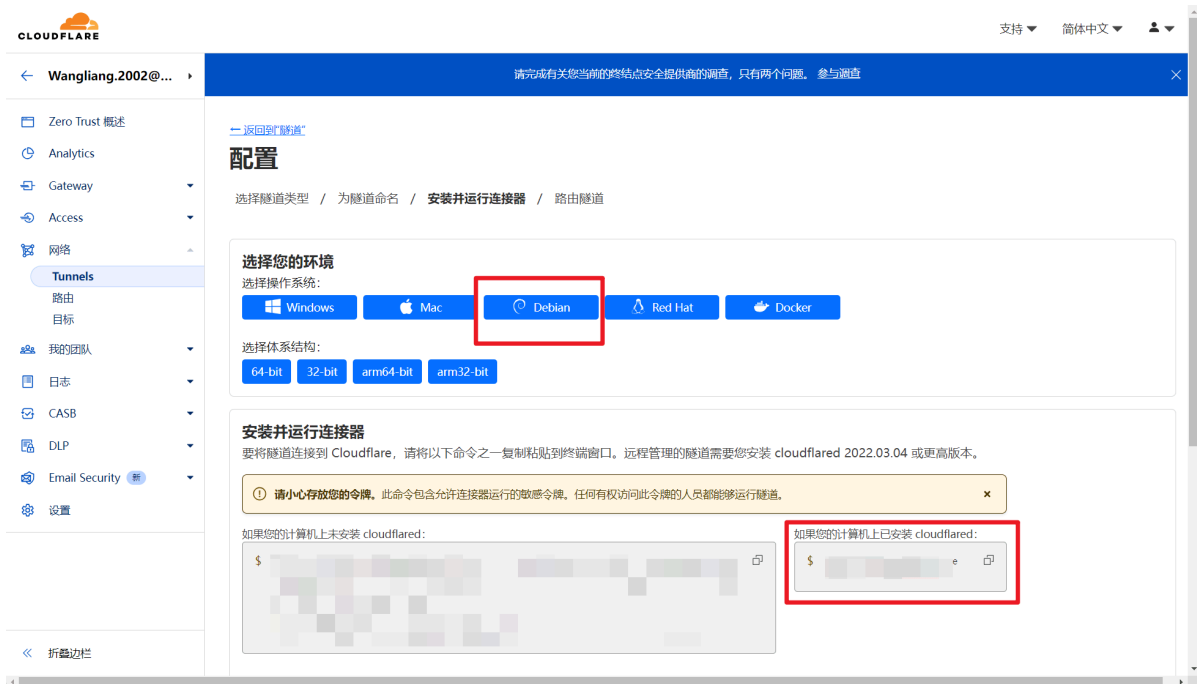 CLOUDFLARE
支持
简体中文
Wangliang.2002@...
请完成有关您当前的终结点安全提供商的调查，只有两个问题。 参与调查
Zero Trust 概述
Analytics
Gateway
Access
网络
Tunnels
路由
目标
我的团队
日志
CASB
DLP
Email Security 新
设置
折叠边栏
← 返回到“隧道”
配置
选择隧道类型 / 为隧道命名 / 安装并运行连接器 / 路由隧道
选择您的环境
选择操作系统：
Windows Mac Debian Red Hat Docker
选择体系结构：
64-bit 32-bit arm64-bit arm32-bit
安装并运行连接器
要将隧道连接到 Cloudflare，请将以下命令之一复制粘贴到终端窗口。远程管理的隧道需要您安装 cloudflared 2022.03.04 或更高版本。
请小心存放您的令牌。此命令包含允许连接器运行的敏感令牌。任何有权访问此令牌的人员都能够运行隧道。
如果您的计算机上未安装 cloudflared：
$
如果您的计算机上已安装 cloudflared：
$ e